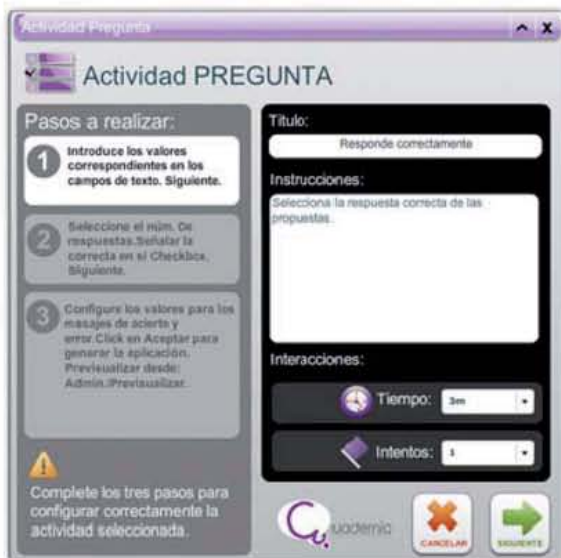 Actividad Pregunta
Actividad PREGUNTA
Pasos a realizar:
1
Introduce los valores
correspondientes en los
campos de texto. Siguiente.
2
Seleccione el núm. De
respuestas.Señalar la
correcta en el Checkbox.
Siguiente.
3
Configure los valores para los
masajes de acierto y
error.Click en Aceptar para
generar la aplicación.
Previsualizar desde:
Admin./Previsualizar.
Complete los tres pasos para
configurar correctamente la
actividad seleccionada.
Título:
Responde correctamente
Instrucciones:
Selecciona la respuesta correcta de las
propuestas.
Interacciones:
Tiempo:
3m
Intentos:
1
Cuadernia
CANCELAR
SIGUIENTE